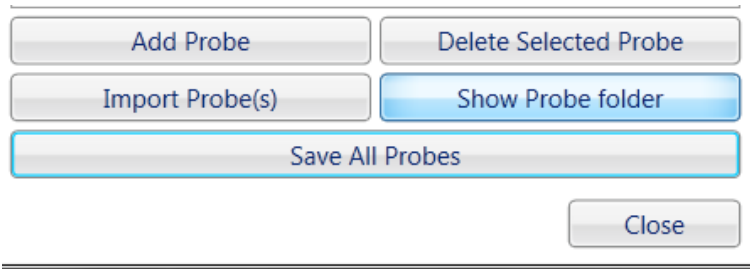 Add Probe
Delete Selected Probe
Import Probe(s)
Show Probe folder
Save All Probes
Close